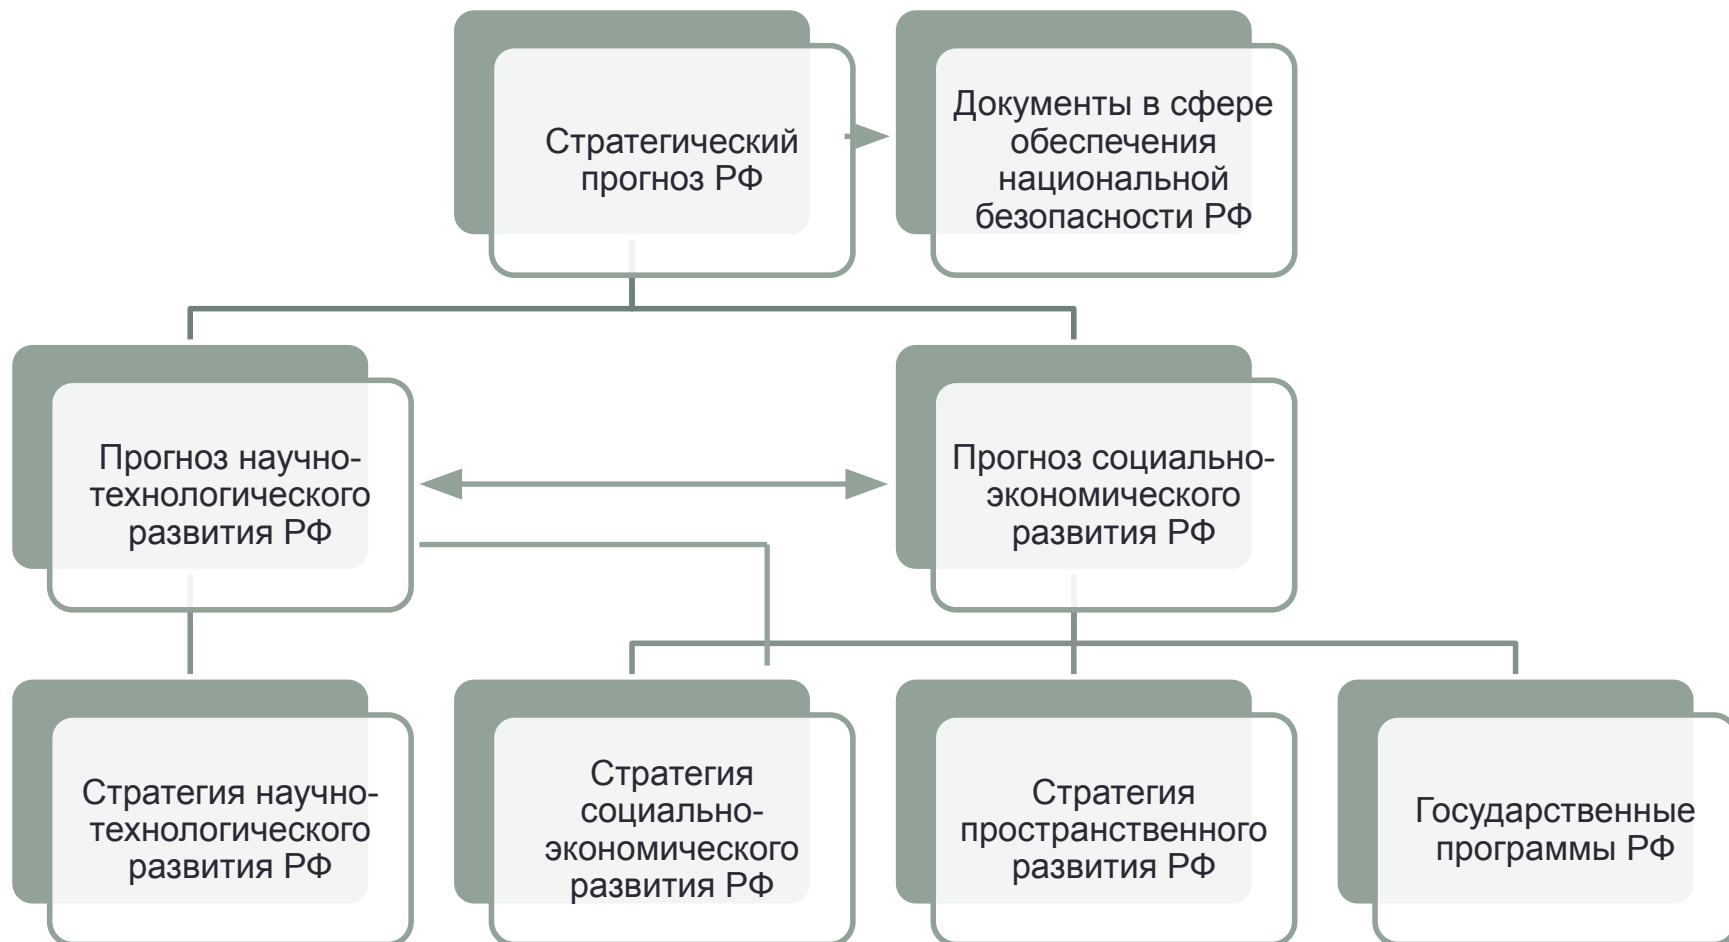 Стратегический
прогноз РФ
Документы в сфере
обеспечения
национальной
безопасности РФ
Прогноз научно-
технологического
развития РФ
Прогноз социально-
экономического
развития РФ
Стратегия научно-
технологического
развития РФ
Стратегия
социально-
экономического
развития РФ
Стратегия
пространственного
развития РФ
Государственные
программы РФ